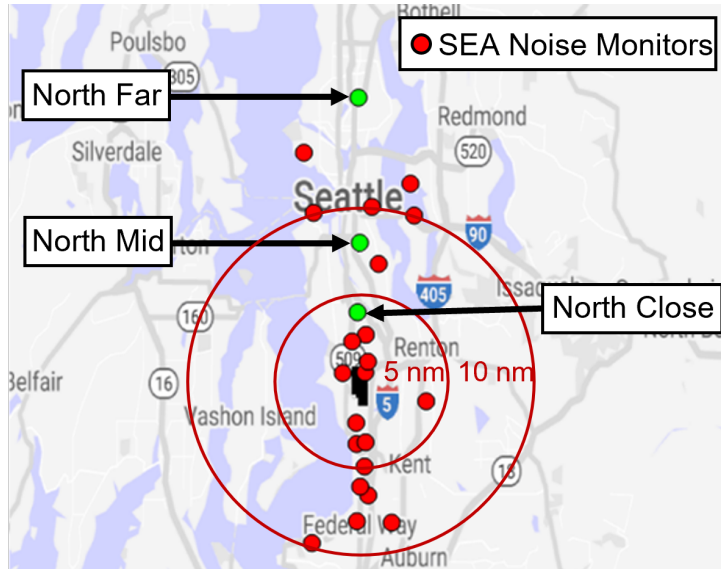 Bothell
SEA Noise Monitors
Poulsbo
305
North Far
Redmond
Silverdale
520
Seattle
North Mid
90
405
North Close
160
509
Renton
5 nm 10 nm
Belfair
16
5
Vashon Island
Kent
18
Federal Way
Auburn